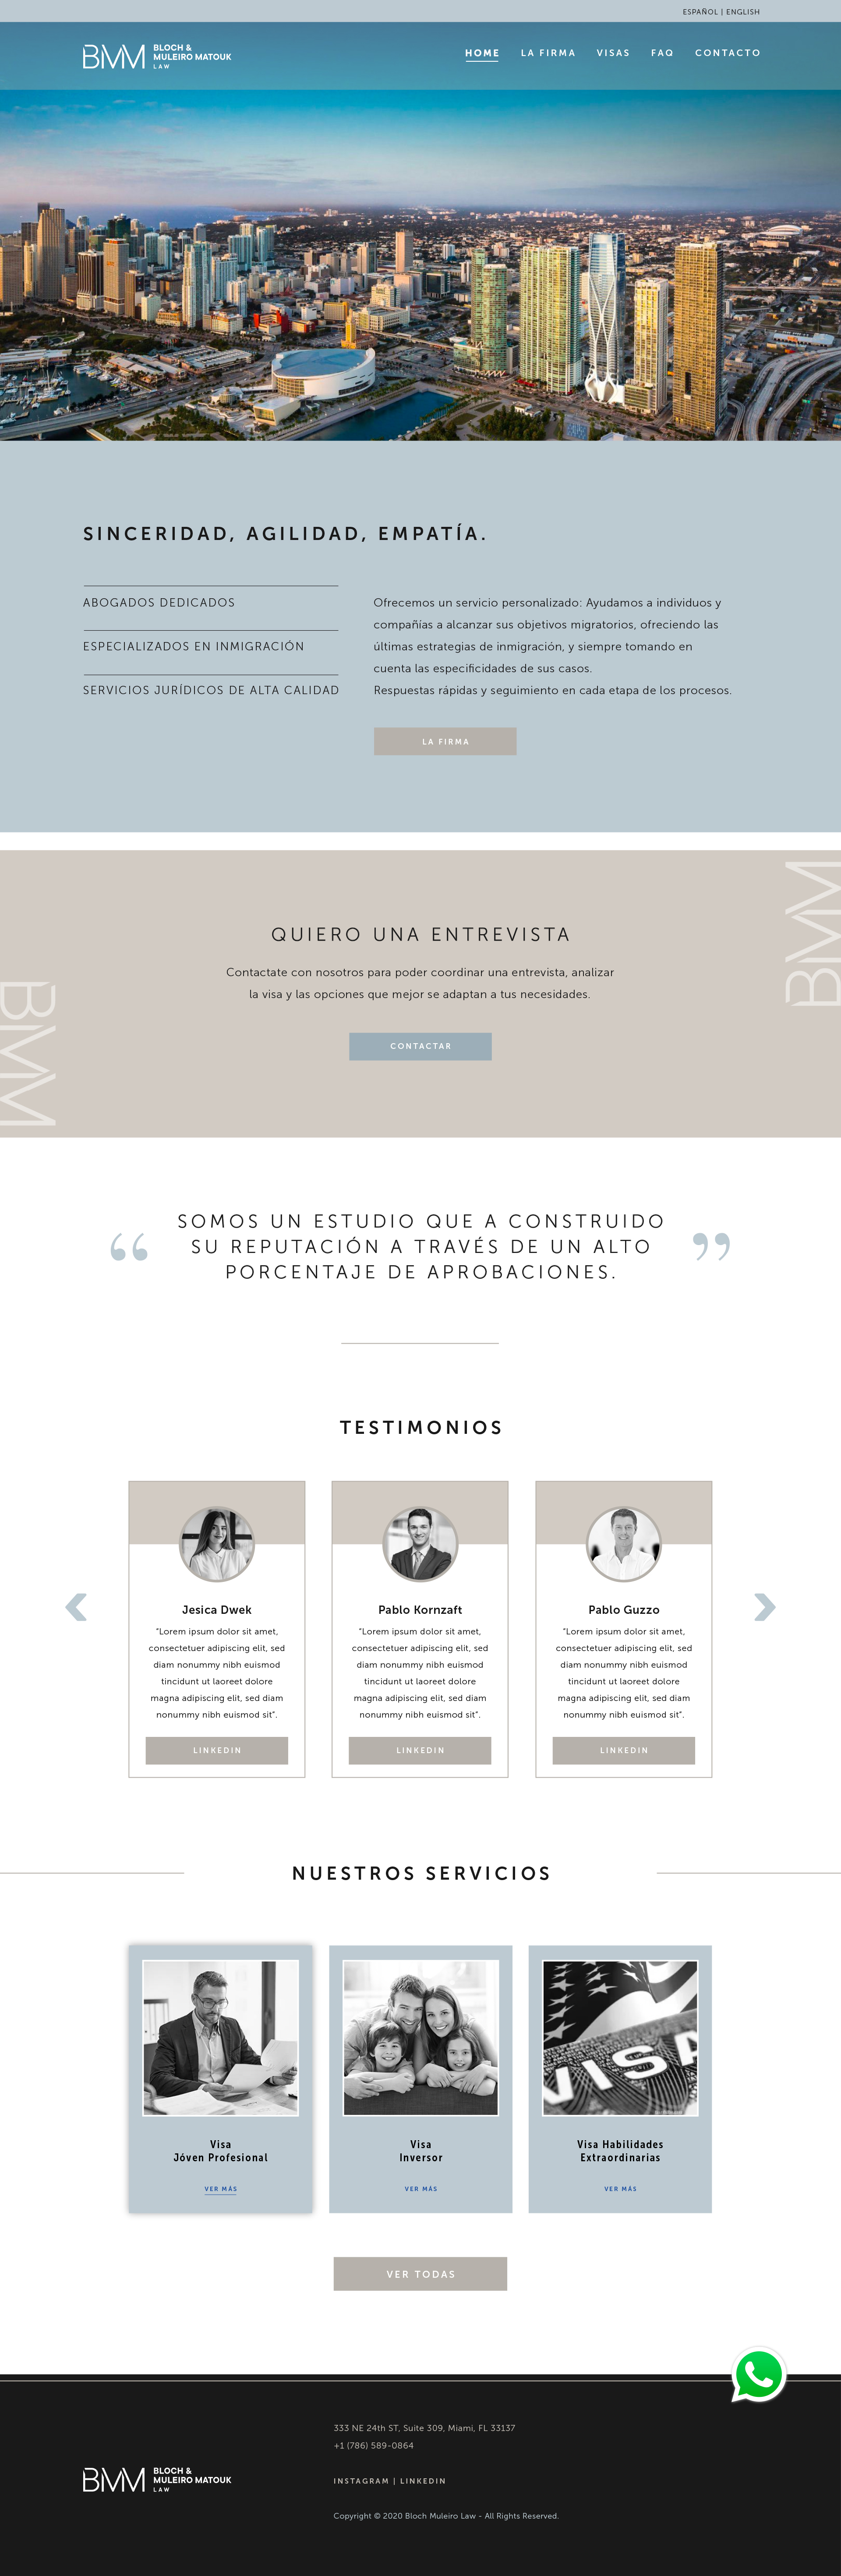 ESPAÑOL | ENGLISH
BMM BLOCH &
MULEIRO MATOUK
LAW
HOME LA FIRMA VISAS FAQ CONTACTO
SINCERIDAD, AGILIDAD, EMPATÍA.
ABOGADOS DEDICADOS
ESPECIALIZADOS EN INMIGRACIÓN
SERVICIOS JURÍDICOS DE ALTA CALIDAD
Ofrecemos un servicio personalizado: Ayudamos a individuos y
compañias a alcanzar sus objetivos migratorios, ofreciendo las
últimas estrategias de inmigración, y siempre tomando en
cuenta las especificidades de sus casos.
Respuestas rápidas y seguimiento en cada etapa de los procesos.
LA FIRMA
BMM
BMM
QUIERO UNA ENTREVISTA
Contactate con nosotros para poder coordinar una entrevista, analizar
la visa y las opciones que mejor se adaptan a tus necesidades.
CONTACTAR
“ SOMOS UN ESTUDIO QUE A CONSTRUIDO
SU REPUTACIÓN A TRAVÉS DE UN ALTO
PORCENTAJE DE APROBACIONES. ”
TESTIMONIOS
Jesica Dwek
“Lorem ipsum dolor sit amet,
consectetuer adipiscing elit, sed
diam nonummy nibh euismod
tincidunt ut laoreet dolore
magna adipiscing elit, sed diam
nonummy nibh euismod sit”.
LINKEDIN
Pablo Kornzaft
“Lorem ipsum dolor sit amet,
consectetuer adipiscing elit, sed
diam nonummy nibh euismod
tincidunt ut laoreet dolore
magna adipiscing elit, sed diam
nonummy nibh euismod sit”.
LINKEDIN
Pablo Guzzo
“Lorem ipsum dolor sit amet,
consectetuer adipiscing elit, sed
diam nonummy nibh euismod
tincidunt ut laoreet dolore
magna adipiscing elit, sed diam
nonummy nibh euismod sit”.
LINKEDIN
NUESTROS SERVICIOS
Visa
Jóven Profesional
VER MÁS
Visa
Inversor
VER MÁS
VISA
Visa Habilidades
Extraordinarias
VER MÁS
VER TODAS
BMM BLOCH &
MULEIRO MATOUK
LAW
333 NE 24th ST, Suite 309, Miami, FL 33137
+1 (786) 589-0864
INSTAGRAM | LINKEDIN
Copyright © 2020 Bloch Muleiro Law - All Rights Reserved.